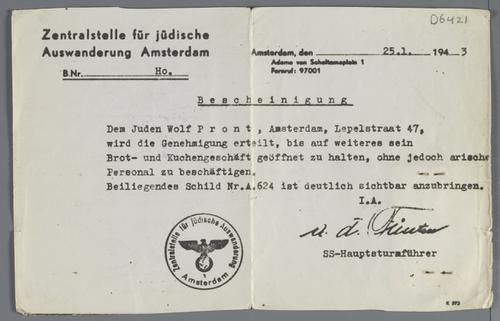 D6421
Zentralstelle für jüdische
Auswanderung Amsterdam
B.Nr. Ho.
Amsterdam, den 25.1. 1943
Adama van Scheltemaplein 1
Fernruf: 97001
Bescheinigung
Dem Juden Wolf Pront, Amsterdam, Lepelstraat 47,
wird die Genehmigung erteilt, bis auf weiteres sein
Brot- und Kuchengeschäft geöffnet zu halten, ohne jedoch arische
Personal zu beschäftigen.
Beiliegendes Schild Nr.A.624 ist deutlich sichtbar anzubringen.
I.A.
SS-Hauptsturmführer
Zentralstelle für jüdische Auswanderung
1
Amsterdam
K 372